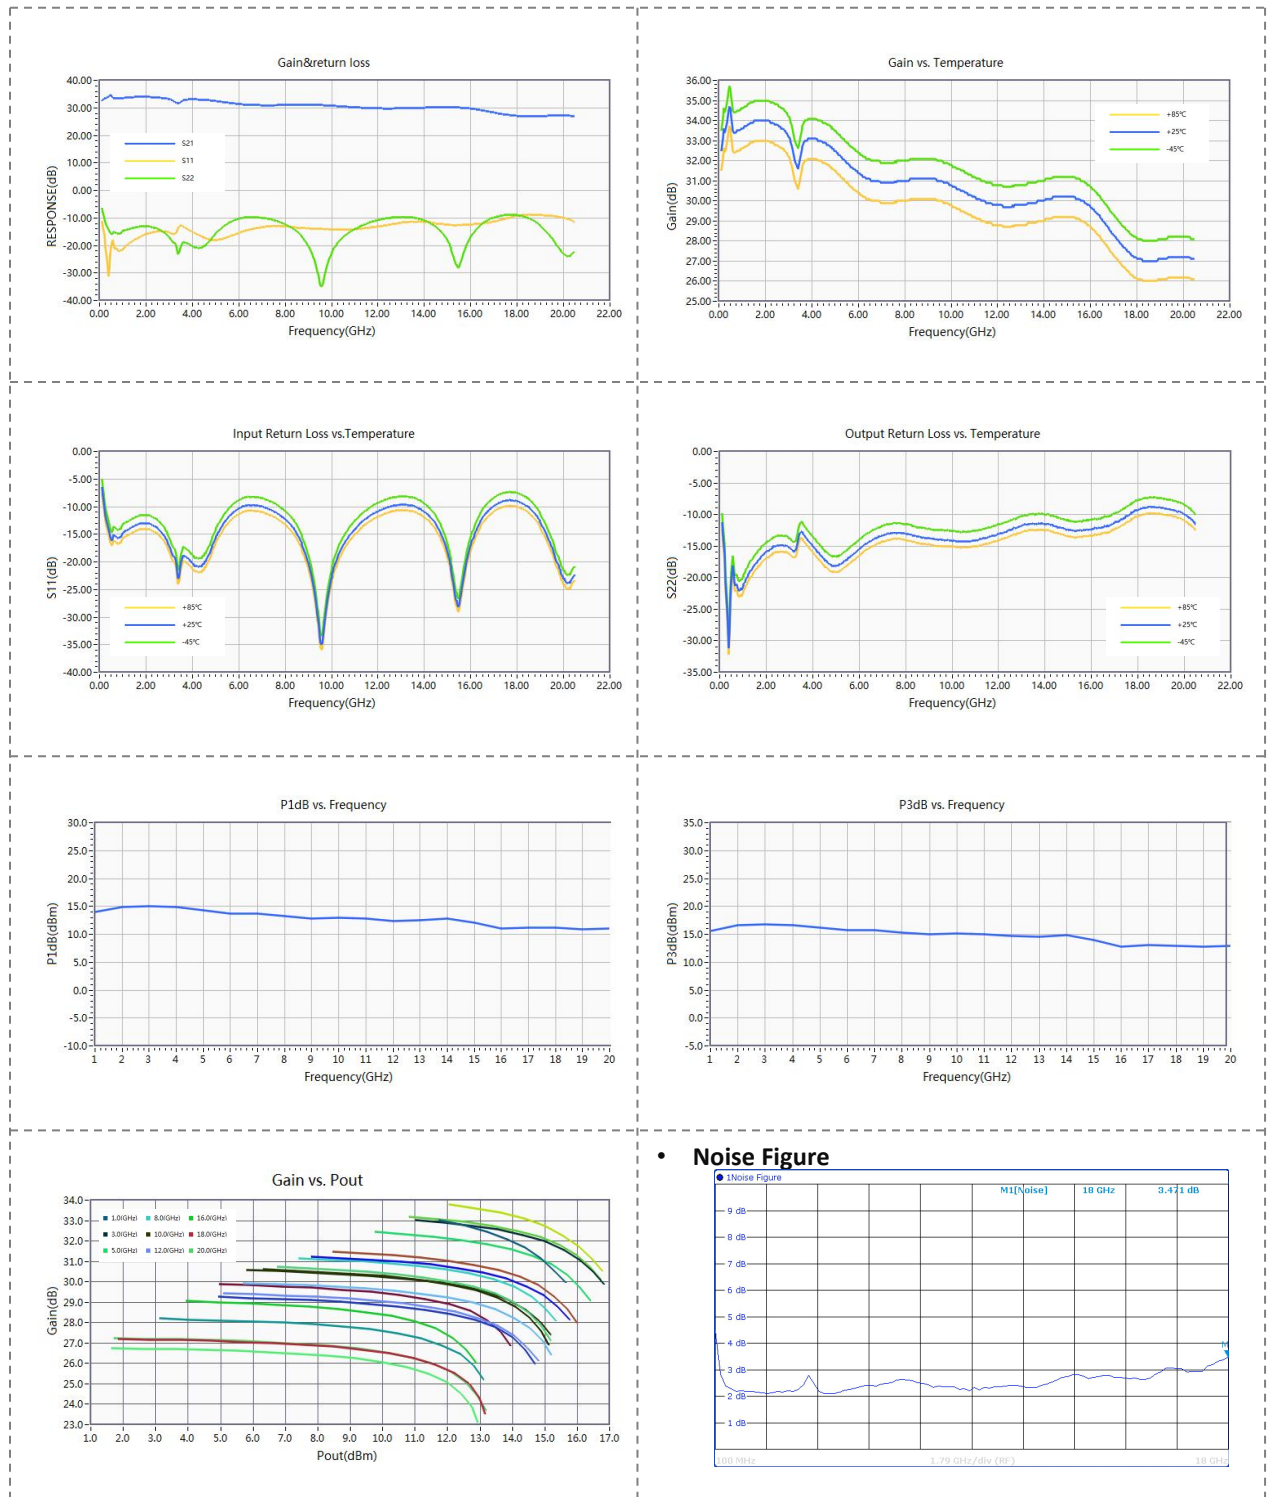 Gain&return loss
40.00
30.00
20.00
10.00
0.00
-10.00
-20.00
-30.00
-40.00
RESPONSE(dB)
S21
S11
S22
0.00 2.00 4.00 6.00 8.00 10.00 12.00 14.00 16.00 18.00 20.00 22.00
Frequency(GHz)
Gain vs. Temperature
36.00
35.00
34.00
33.00
32.00
31.00
30.00
29.00
28.00
27.00
26.00
25.00
Gain(dB)
+85℃
+25℃
-45℃
0.00 2.00 4.00 6.00 8.00 10.00 12.00 14.00 16.00 18.00 20.00 22.00
Frequency(GHz)
Input Return Loss vs.Temperature
0.00
-5.00
-10.00
-15.00
-20.00
-25.00
-30.00
-35.00
-40.00
S11(dB)
+85℃
+25℃
-45℃
0.00 2.00 4.00 6.00 8.00 10.00 12.00 14.00 16.00 18.00 20.00 22.00
Frequency(GHz)
Output Return Loss vs. Temperature
0.00
-5.00
-10.00
-15.00
-20.00
-25.00
-30.00
-35.00
S22(dB)
+85℃
+25℃
-45℃
0.00 2.00 4.00 6.00 8.00 10.00 12.00 14.00 16.00 18.00 20.00 22.00
Frequency(GHz)
P1dB vs. Frequency
30.0
25.0
20.0
15.0
10.0
5.0
0.0
-5.0
-10.0
P1dB(dBm)
1 2 3 4 5 6 7 8 9 10 11 12 13 14 15 16 17 18 19 20
Frequency(GHz)
P3dB vs. Frequency
35.0
30.0
25.0
20.0
15.0
10.0
5.0
0.0
-5.0
P3dB(dBm)
1 2 3 4 5 6 7 8 9 10 11 12 13 14 15 16 17 18 19 20
Frequency(GHz)
Gain vs. Pout
34.0
33.0
32.0
31.0
30.0
29.0
28.0
27.0
26.0
25.0
24.0
23.0
Gain(dB)
1.0(GHz) 8.0(GHz) 16.0(GHz)
3.0(GHz) 10.0(GHz) 18.0(GHz)
5.0(GHz) 12.0(GHz) 20.0(GHz)
1.0 2.0 3.0 4.0 5.0 6.0 7.0 8.0 9.0 10.0 11.0 12.0 13.0 14.0 15.0 16.0 17.0
Pout(dBm)
• Noise Figure
1Noise Figure
M1[Noise] 18 GHz 3.471 dB
9 dB
8 dB
7 dB
6 dB
5 dB
4 dB
3 dB
2 dB
1 dB
100 MHz 1.79 GHz/div (RF) 18 GHz